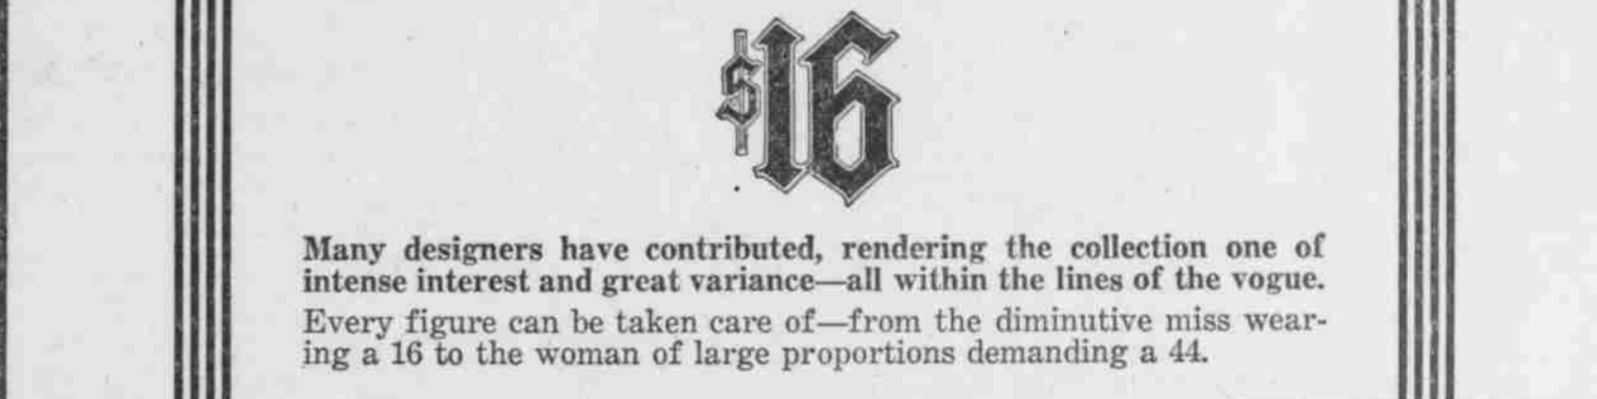 $16
Many designers have contributed, rendering the collection one of
intense interest and great variance—all within the lines of the vogue.
Every figure can be taken care of—from the diminutive miss wear-
ing a 16 to the woman of large proportions demanding a 44.